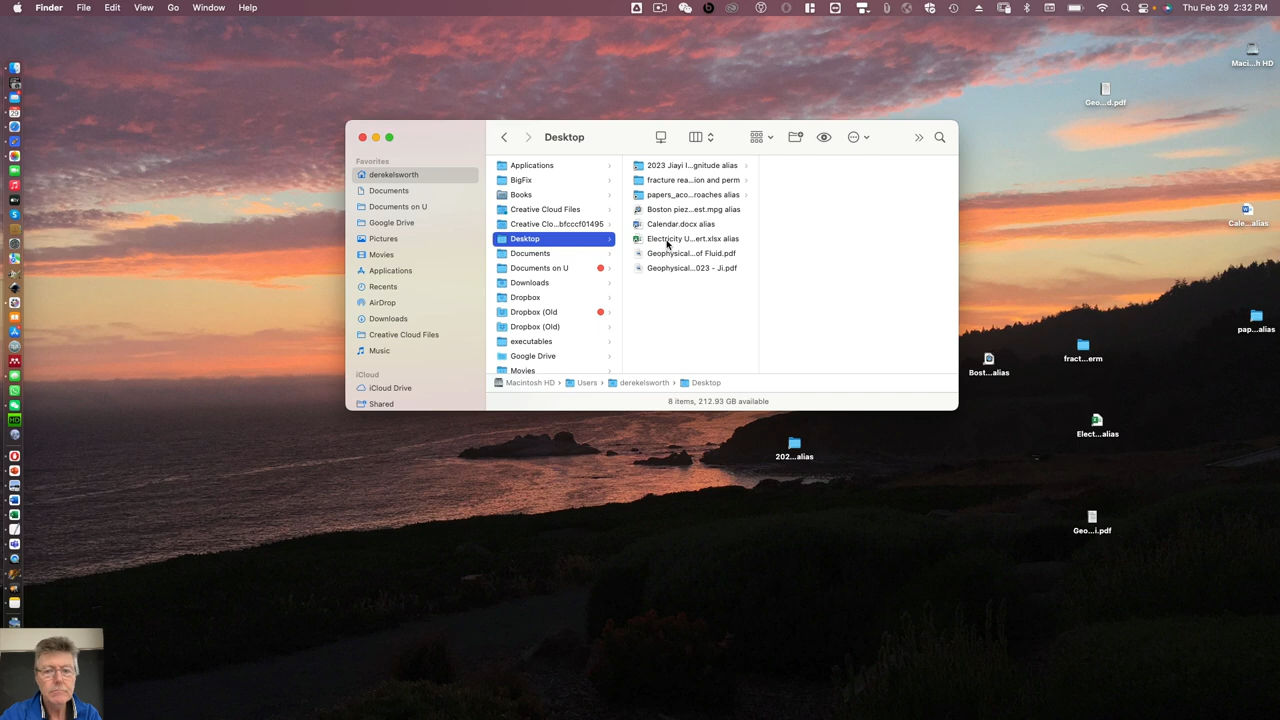 Finder File Edit View Go Window Help
Thu Feb 29 2:32 PM
Maci...h HD
Geo...d.pdf
Desktop
Favorites
derekelsworth
Documents
Documents on U
Google Drive
Pictures
Movies
Applications
Recents
AirDrop
Downloads
Creative Cloud Files
Music
iCloud
iCloud Drive
Shared
Applications
BigFix
Books
Creative Cloud Files
Creative Clo...bfcccf01495
Desktop
Documents
Documents on U
Downloads
Dropbox
Dropbox (Old
Dropbox (Old)
executables
Google Drive
Movies
2023 Jiayi I...gnitude alias
fracture rea...ion and perm
papers_aco...roaches alias
Boston piez...est.mpg alias
Calendar.docx alias
Electricity U...ert.xlsx alias
Geophysical...of Fluid.pdf
Geophysical...023 - Ji.pdf
Macintosh HD › Users › derekelsworth › Desktop
8 items, 212.93 GB available
Cale...alias
pap...alias
fract...erm
Bost...alias
Elect...alias
202...alias
Geo...i.pdf